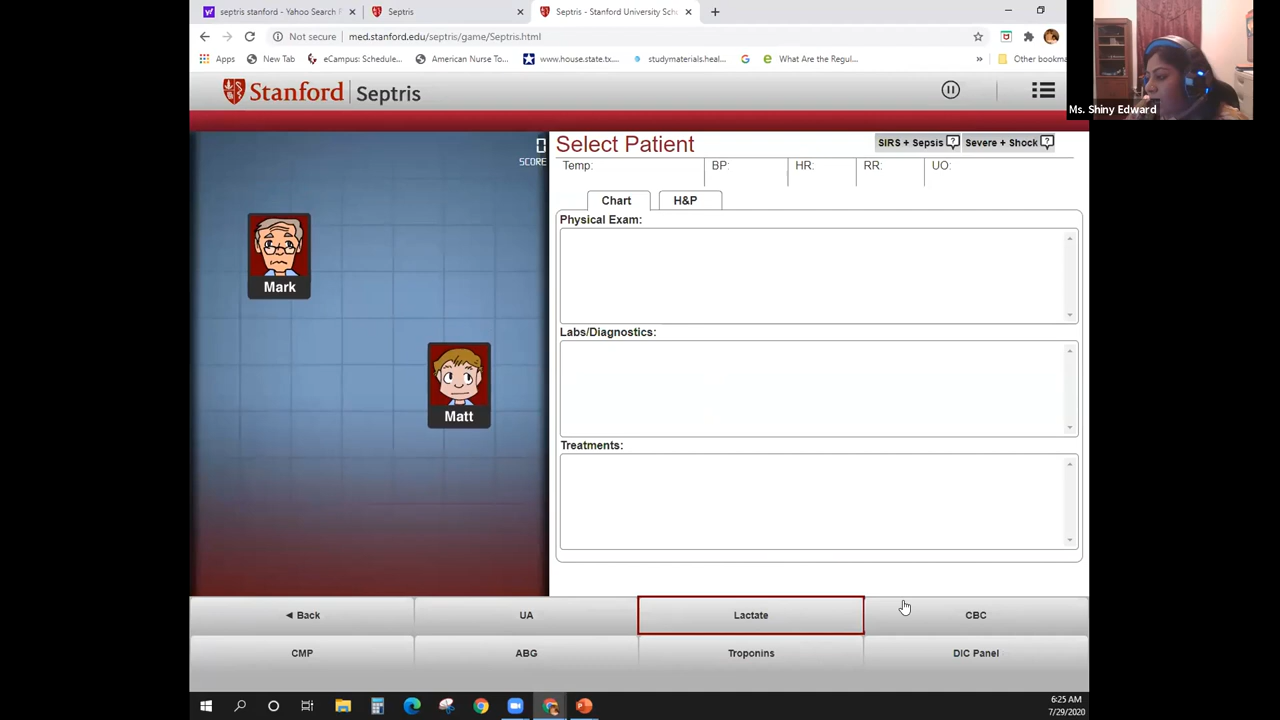 septris stanford - Yahoo Search R
Septris
Septris - Stanford University Scho
Not secure
med.stanford.edu/septris/game/Septris.html
Apps
New Tab
eCampus: Schedule...
American Nurse To...
www.house.state.tx....
studymaterials.heal...
What Are the Regul...
Other bookma
Ms. Shiny Edward
Stanford
Septris
0
SCORE
Mark
Matt
Select Patient
SIRS + Sepsis ?
Severe + Shock ?
Temp:
BP:
HR:
RR:
UO:
Chart
H&P
Physical Exam:
Labs/Diagnostics:
Treatments:
◄ Back
UA
Lactate
CBC
CMP
ABG
Troponins
DIC Panel
6:25 AM
7/29/2020